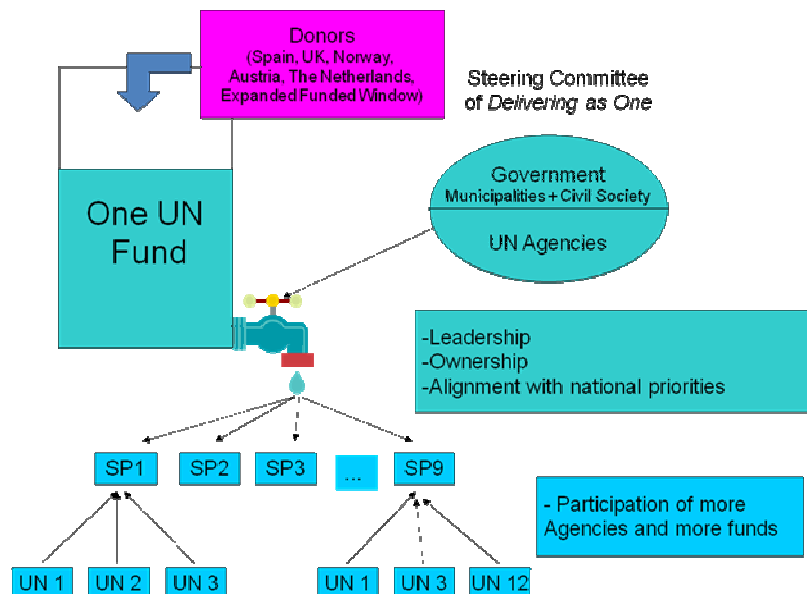 Donors
(Spain, UK, Norway,
Austria, The Netherlands,
Expanded Funded Window)
Steering Committee
of Delivering as One
Government
Municipalities + Civil Society
UN Agencies
One UN
Fund
-Leadership
-Ownership
-Alignment with national priorities
SP1
SP2
SP3
...
SP9
- Participation of more
Agencies and more funds
UN 1
UN 2
UN 3
UN 1
UN 3
UN 12